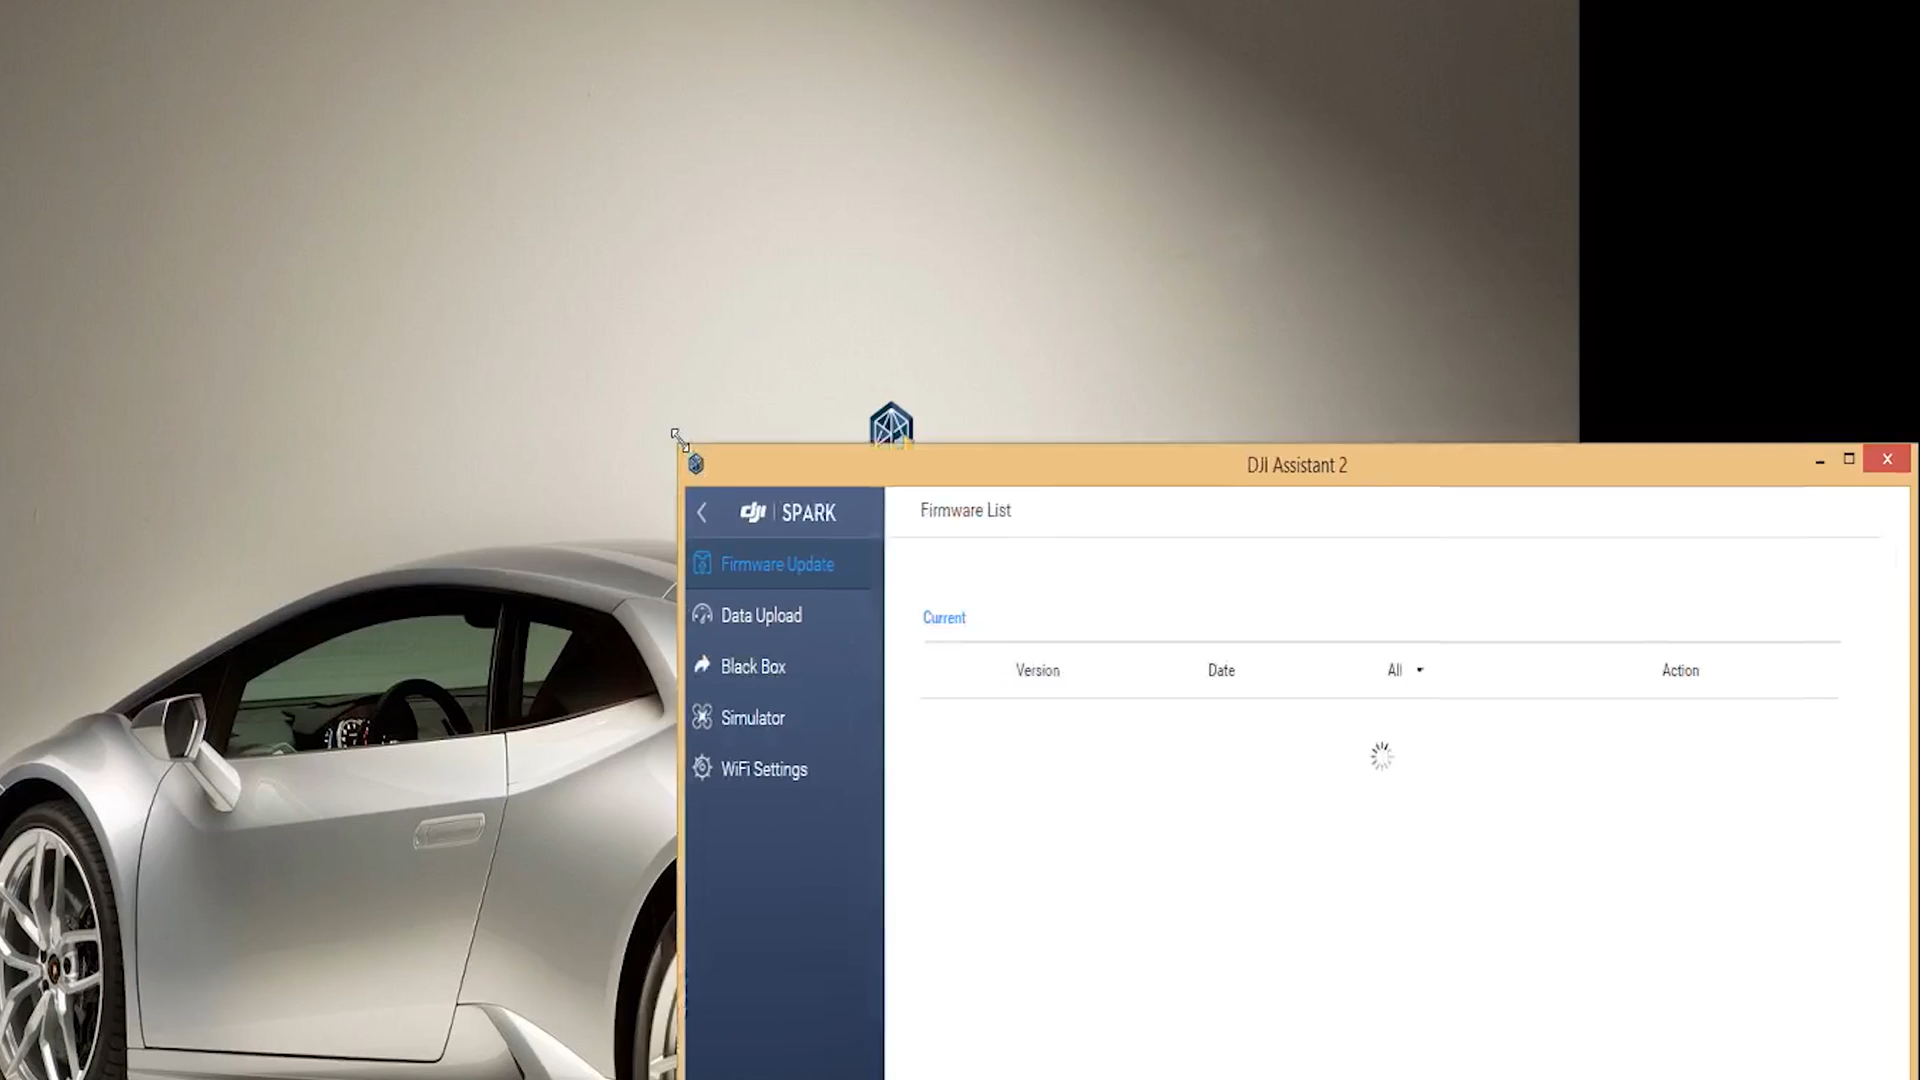 DJI Assistant 2
dji | SPARK
Firmware List
Firmware Update
Data Upload
Black Box
Simulator
WiFi Settings
Current
Version Date All Action